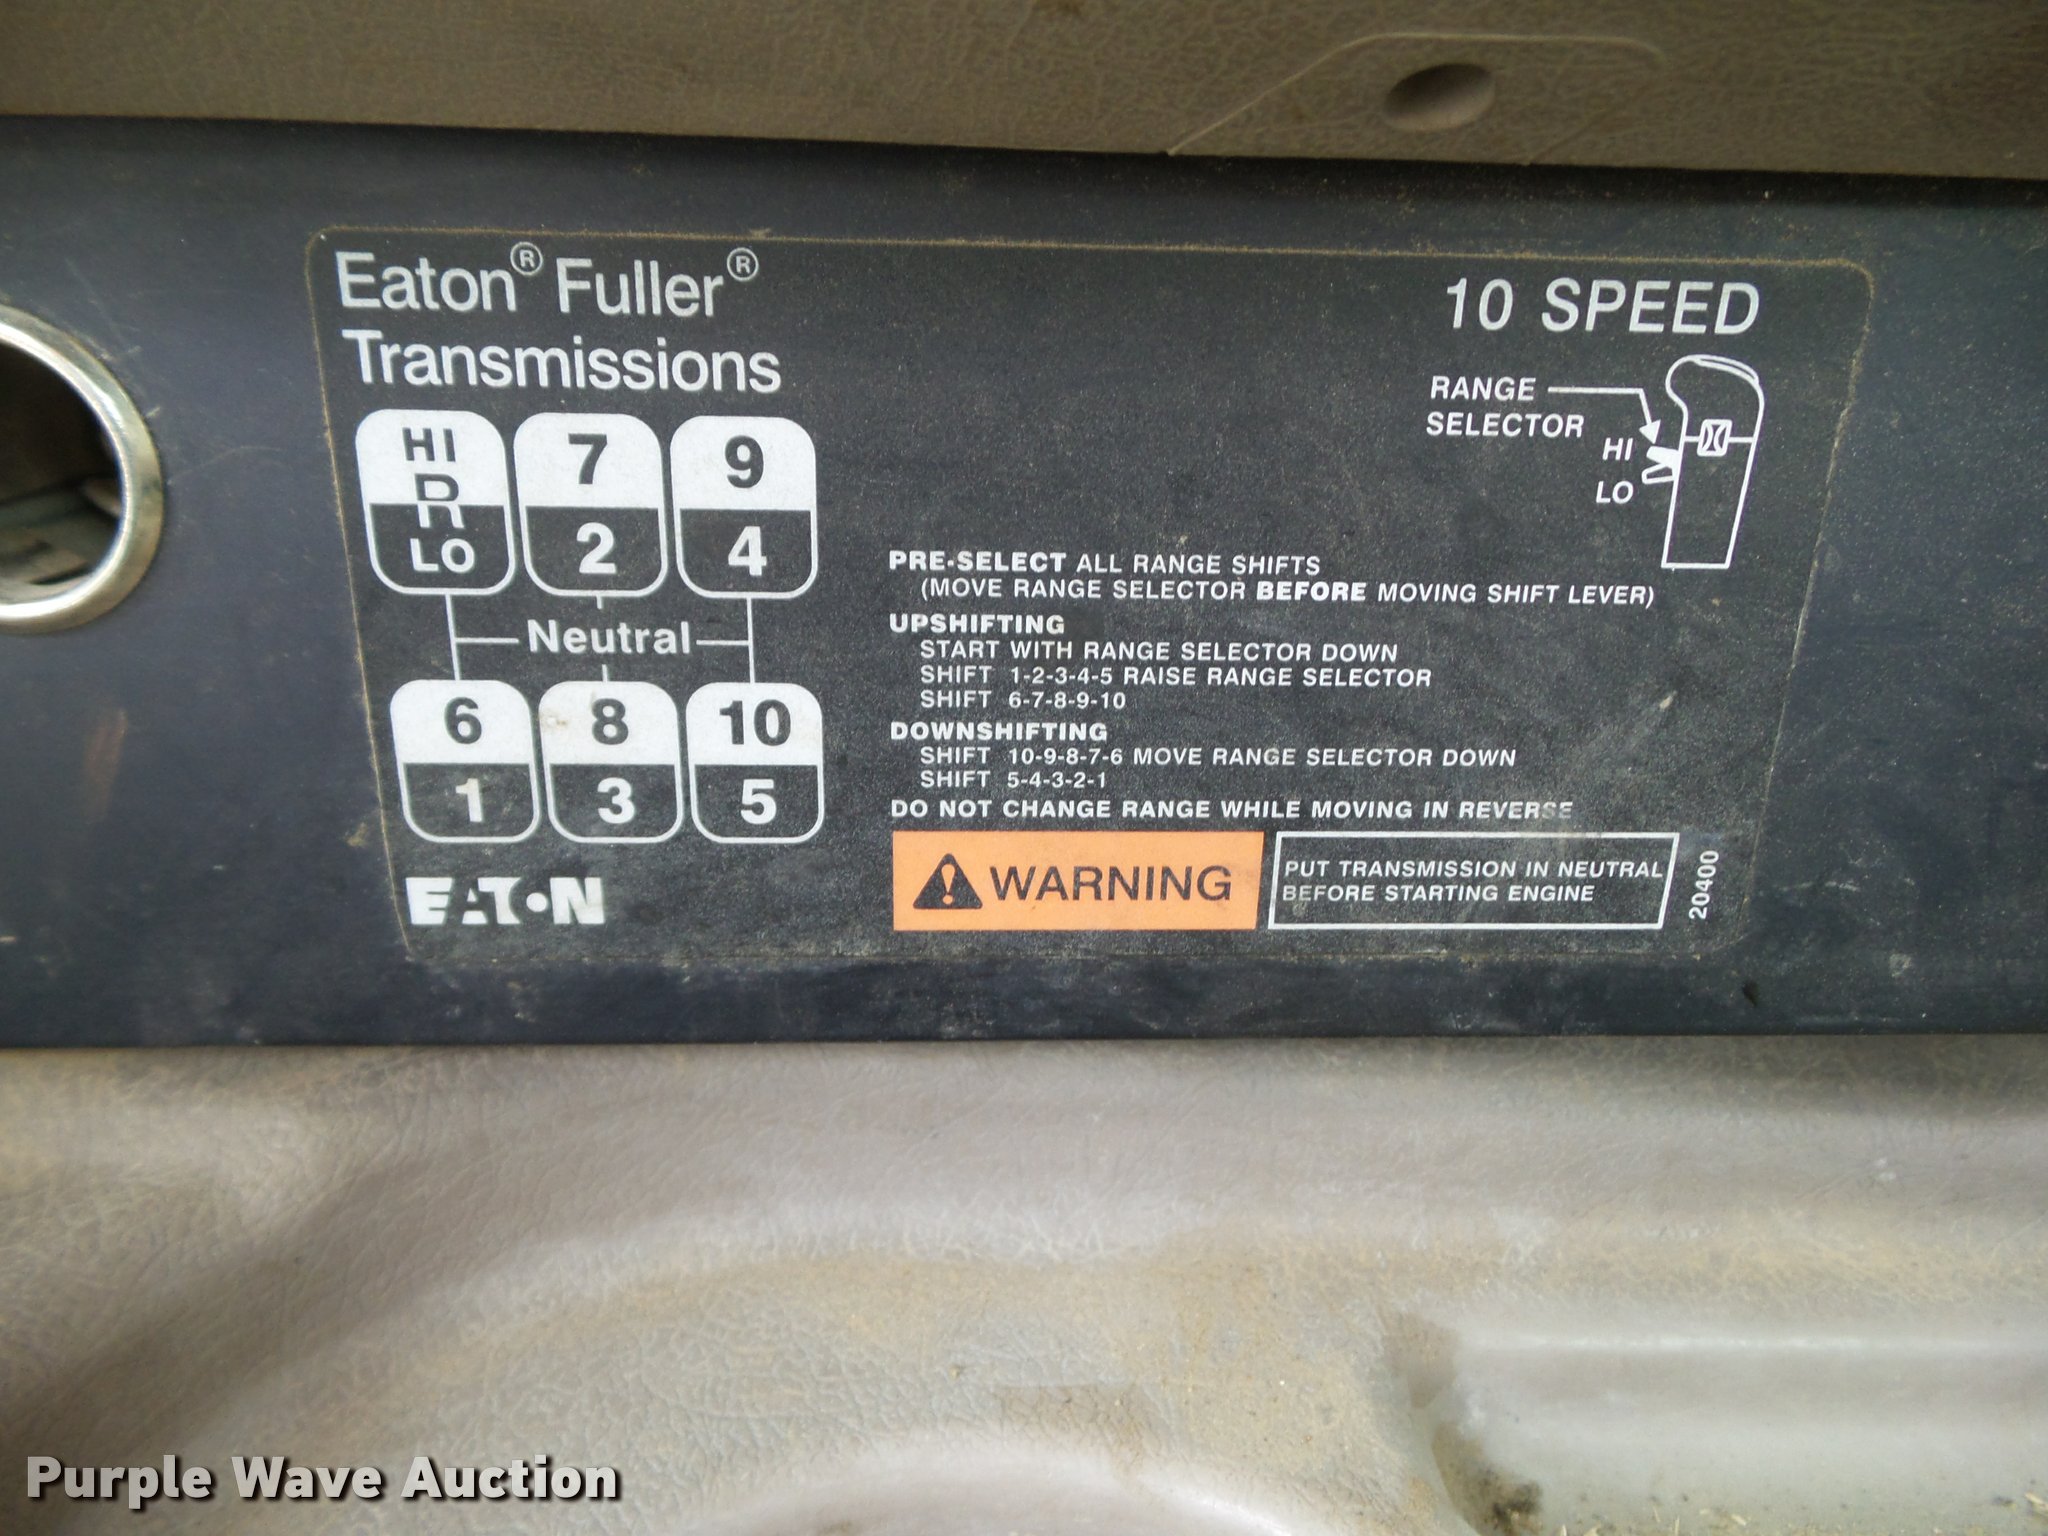 Eaton® Fuller®
Transmissions
10 SPEED
RANGE
SELECTOR
HI
LO
HI
R
LO
7
2
9
4
Neutral
6
1
8
3
10
5
EATON
PRE-SELECT ALL RANGE SHIFTS
(MOVE RANGE SELECTOR BEFORE MOVING SHIFT LEVER)
UPSHIFTING
START WITH RANGE SELECTOR DOWN
SHIFT 1-2-3-4-5 RAISE RANGE SELECTOR
SHIFT 6-7-8-9-10
DOWNSHIFTING
SHIFT 10-9-8-7-6 MOVE RANGE SELECTOR DOWN
SHIFT 5-4-3-2-1
DO NOT CHANGE RANGE WHILE MOVING IN REVERSE
WARNING
PUT TRANSMISSION IN NEUTRAL
BEFORE STARTING ENGINE
20400
Purple Wave Auction